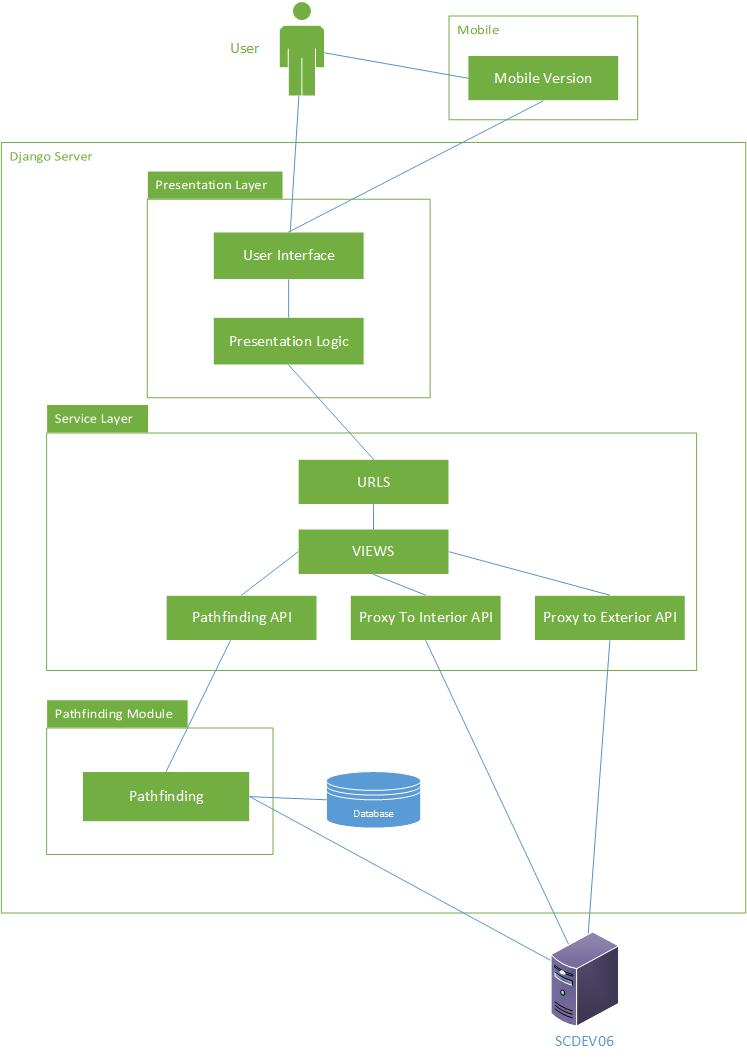 User
Mobile
Mobile Version
Django Server
Presentation Layer
User Interface
Presentation Logic
Service Layer
URLS
VIEWS
Pathfinding API
Proxy To Interior API
Proxy to Exterior API
Pathfinding Module
Pathfinding
Database
SCDEV06